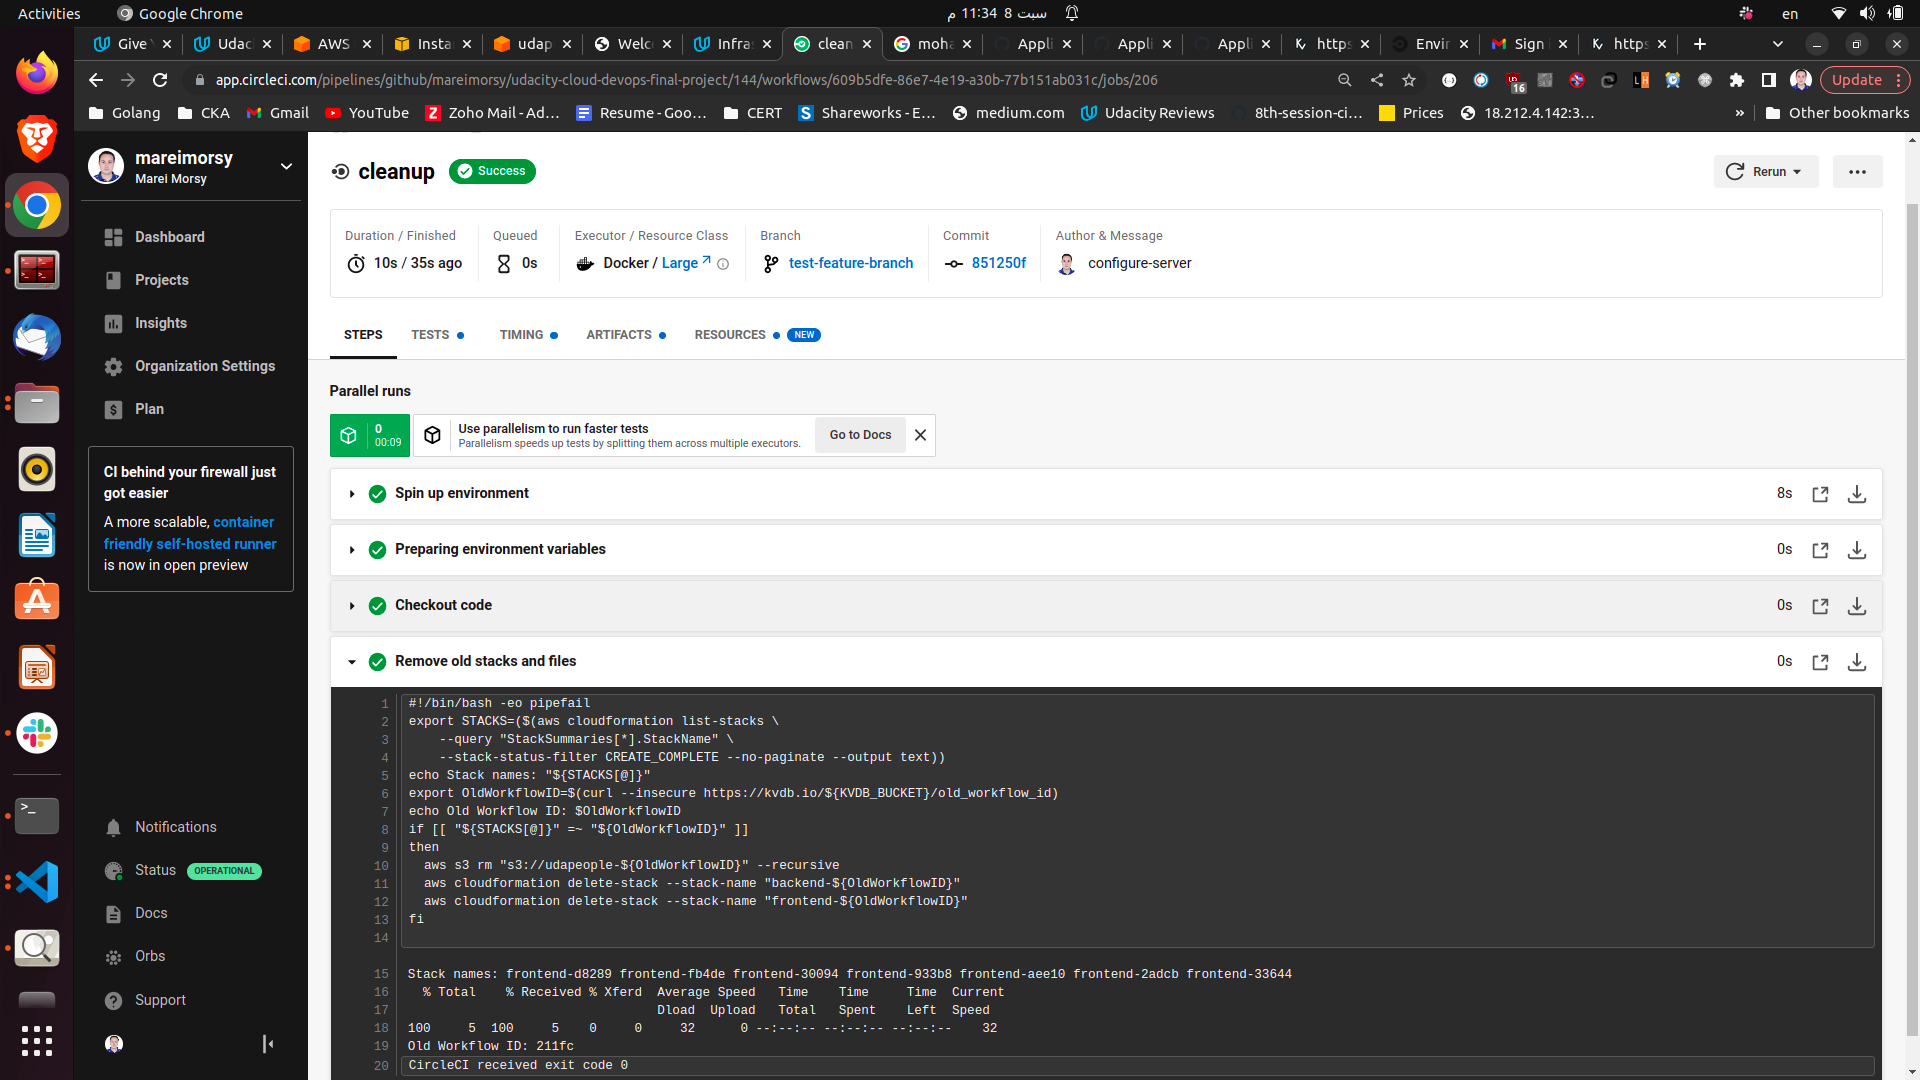 Activities
Google Chrome
سبت 8 11:34 م
en
Give
Udac
AWS
Insta
udap
Welc
Infras
clean
moha
Appli
Appli
Appli
https
Envir
Sign
https
app.circleci.com/pipelines/github/mareimorsy/udacity-cloud-devops-final-project/144/workflows/609b5dfe-86e7-4e19-a30b-77b151ab031c/jobs/206
16
Update
Golang
CKA
Gmail
YouTube
Zoho Mail - Ad...
Resume - Goo...
CERT
Shareworks - E...
medium.com
Udacity Reviews
8th-session-ci...
Prices
18.212.4.142:3...
»
Other bookmarks
mareimorsy
Marei Morsy
Dashboard
Projects
Insights
Organization Settings
Plan
CI behind your firewall just
got easier
A more scalable, container
friendly self-hosted runner
is now in open preview
Notifications
Status OPERATIONAL
Docs
Orbs
Support
cleanup
Success
Rerun
Duration / Finished
10s / 35s ago
Queued
0s
Executor / Resource Class
Docker / Large
Branch
test-feature-branch
Commit
851250f
Author & Message
configure-server
STEPS
TESTS
TIMING
ARTIFACTS
RESOURCES NEW
Parallel runs
0
00:09
Use parallelism to run faster tests
Parallelism speeds up tests by splitting them across multiple executors.
Go to Docs
Spin up environment 8s
Preparing environment variables 0s
Checkout code 0s
Remove old stacks and files 0s
1 #!/bin/bash -eo pipefail
2 export STACKS=($(aws cloudformation list-stacks \
3 --query "StackSummaries[*].StackName" \
4 --stack-status-filter CREATE_COMPLETE --no-paginate --output text))
5 echo Stack names: "${STACKS[@]}"
6 export OldWorkflowID=$(curl --insecure https://kvdb.io/${KVDB_BUCKET}/old_workflow_id)
7 echo Old Workflow ID: $OldWorkflowID
8 if [[ "${STACKS[@]}" =~ "${OldWorkflowID}" ]]
9 then
10 aws s3 rm "s3://udapeople-${OldWorkflowID}" --recursive
11 aws cloudformation delete-stack --stack-name "backend-${OldWorkflowID}"
12 aws cloudformation delete-stack --stack-name "frontend-${OldWorkflowID}"
13 fi
14
15 Stack names: frontend-d8289 frontend-fb4de frontend-30094 frontend-933b8 frontend-aee10 frontend-2adcb frontend-33644
16 % Total % Received % Xferd Average Speed Time Time Time Current
17 Dload Upload Total Spent Left Speed
18 100 5 100 5 0 0 32 0 --:--:-- --:--:-- --:--:-- 32
19 Old Workflow ID: 211fc
20 CircleCI received exit code 0